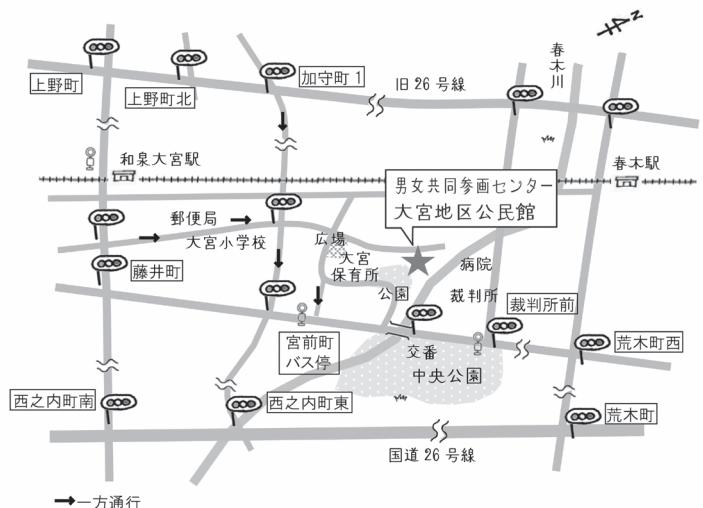 4
春木川
上野町
上野町北
加守町1
旧26号線
和泉大宮駅
春木駅
男女共同参画センター
大宮地区公民館
郵便局
大宮小学校
広場
大宮
保育所
病院
藤井町
公園
裁判所
裁判所前
宮前町
バス停
交番
荒木町西
中央公園
西之内町南
西之内町東
荒木町
国道26号線
一方通行